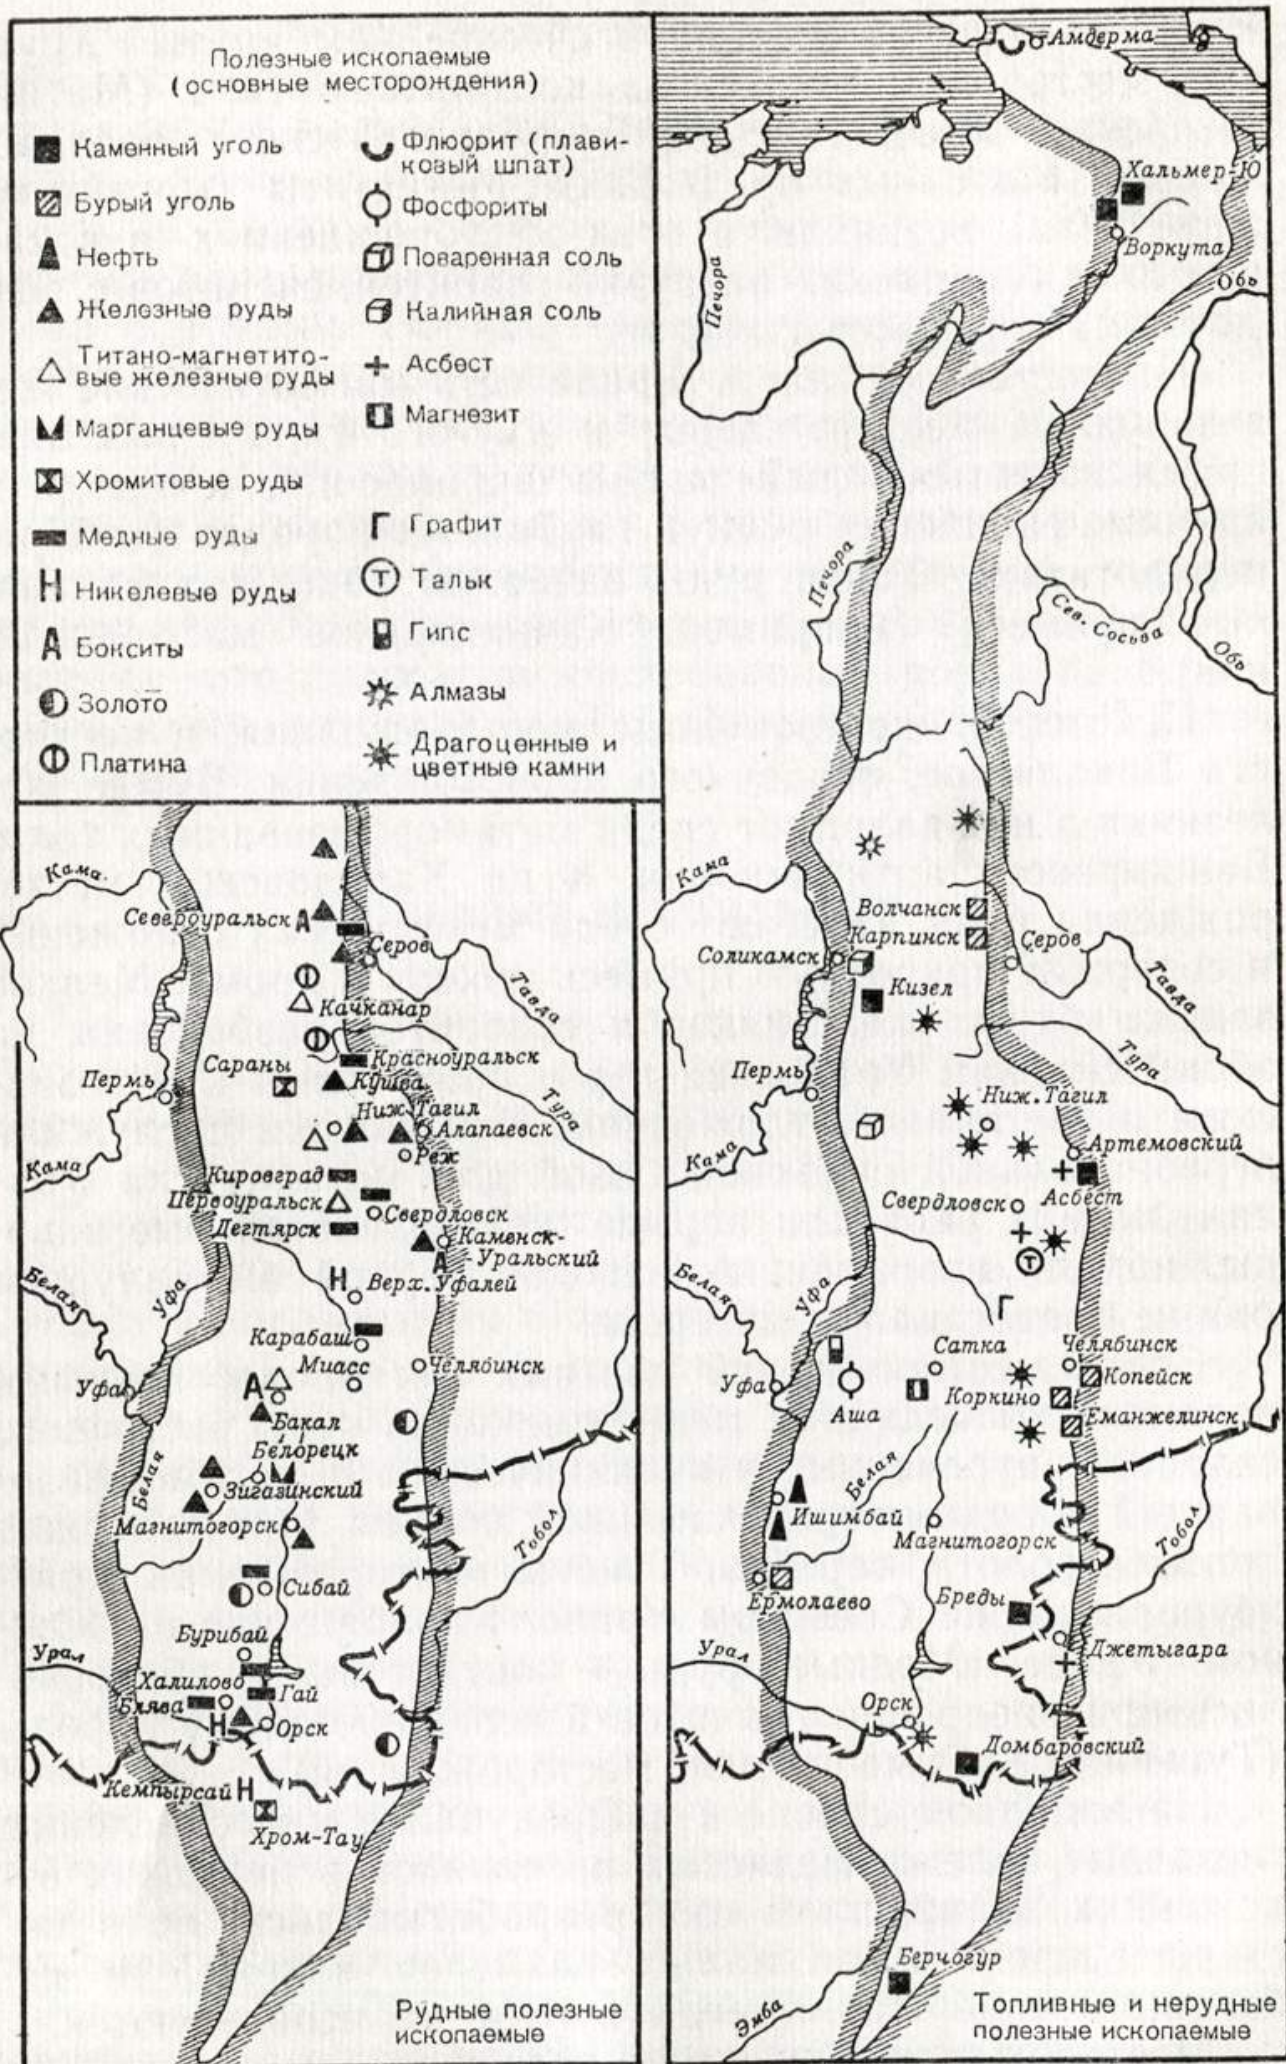 Полезные ископаемые
(основные месторождения)
Каменный уголь
Бурый уголь
Нефть
Железные руды
Титано-магнетито-
вые железные руды
Марганцевые руды
Хромитовые руды
Медные руды
Никелевые руды
Бокситы
Золото
Платина
Флюорит (плави-
ковый шпат)
Фосфориты
Поваренная соль
Калийная соль
Асбест
Магнезит
Графит
Тальк
Гипс
Алмазы
Драгоценные и
цветные камни
Кама
Североуральск
Серов
Тавда
Качканар
Сараны
Красноуральск
Кушва
Пермь
Ниж. Тагил
Тура
Алапаевск
Реж
Кама
Кировград
Первоуральск
Свердловск
Дегтярск
Каменск-
-Уральский
Белая
Уфа
Верх. Уфалей
Карабаш
Миасс
Челябинск
Уфа
Бакал
Белорецк
Белая
Зигазинский
Магнитогорск
Тобол
Сибай
Бурибай
Урал
Халилово
Блява
Гай
Орск
Кемпырсай
Хром-Тау
Рудные полезные
ископаемые
Амдерма
Хальмер-Ю
Воркута
Печора
Обь
Печора
Сев. Сосьва
Обь
Кама
Волчанск
Карпинск
Серов
Соликамск
Кизел
Тавда
Тура
Пермь
Ниж. Тагил
Артемовский
Кама
Асбест
Свердловск
Т
Белая
Уфа
Сатка
Челябинск
Копейск
Уфа
Аша
Коркино
Еманжелинск
Белая
Ишимбай
Магнитогорск
Тобол
Ермолаево
Бреды
Джетыгара
Урал
Орск
Домбаровский
Берчогур
Эмба
Топливные и нерудные
полезные ископаемые